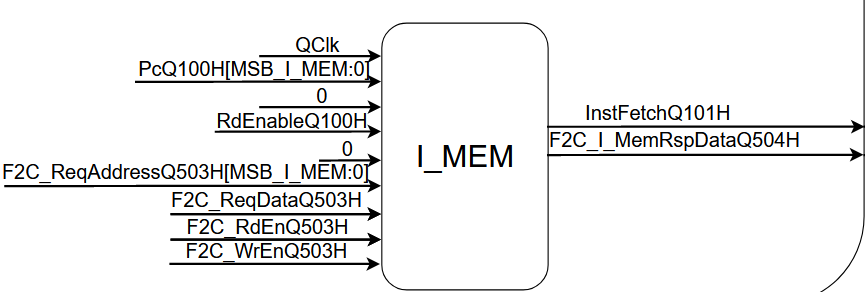 QClk
PcQ100H[MSB_I_MEM:0]
0
RdEnableQ100H
0
F2C_ReqAddressQ503H[MSB_I_MEM:0]
F2C_ReqDataQ503H
F2C_RdEnQ503H
F2C_WrEnQ503H
I_MEM
InstFetchQ101H
F2C_I_MemRspDataQ504H